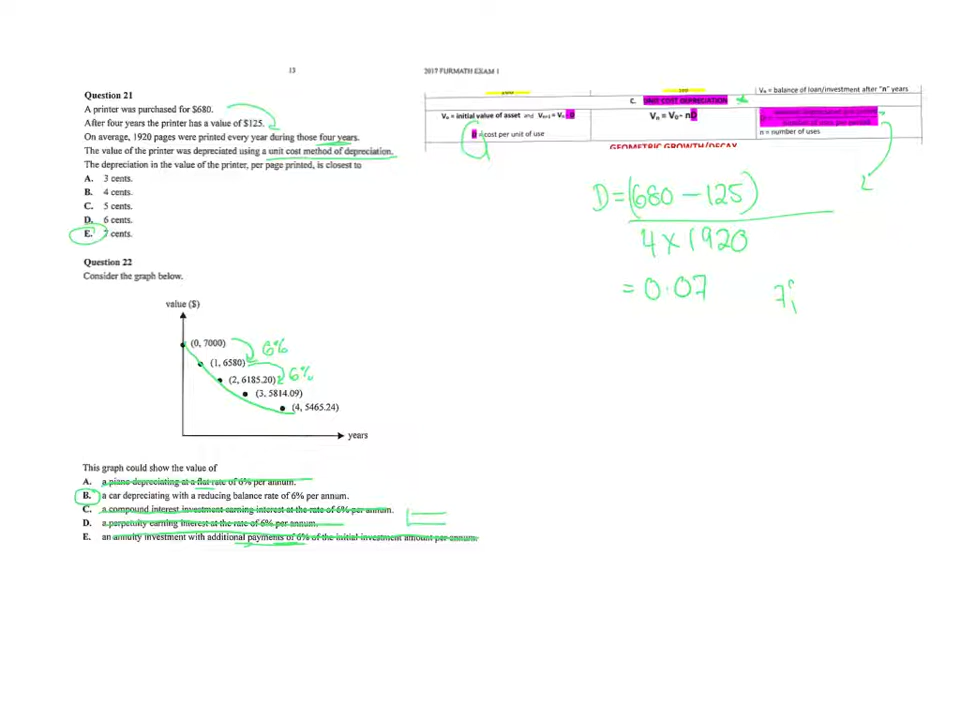 13
2017 FURMATH EXAM 1
Question 21
A printer was purchased for $680.
After four years the printer has a value of $125.
On average, 1920 pages were printed every year during those four years.
The value of the printer was depreciated using a unit cost method of depreciation.
The depreciation in the value of the printer, per page printed, is closest to
A. 3 cents.
B. 4 cents.
C. 5 cents.
D. 6 cents.
E. 7 cents.
Vₙ = balance of loan/investment after "n" years
C. UNIT COST DEPRECIATION
V₀ = initial value of asset and Vₙ₊₁ = Vₙ - D
D = cost per unit of use
Vₙ = V₀ - nD
n = number of uses
GEOMETRIC GROWTH/DECAY
D = (680 - 125)
4 × 1920
= 0.07
Question 22
Consider the graph below.
value ($)
(0, 7000)
6%
(1, 6580)
(2, 6185.20)
6%
(3, 5814.09)
(4, 5465.24)
years
This graph could show the value of
A. a piano depreciating at a flat rate of 6% per annum.
B. a car depreciating with a reducing balance rate of 6% per annum.
C. a compound interest investment earning interest at the rate of 6% per annum.
D. a perpetuity earning interest at the rate of 6% per annum.
E. an annuity investment with additional payments of 6% of the initial investment amount per annum.